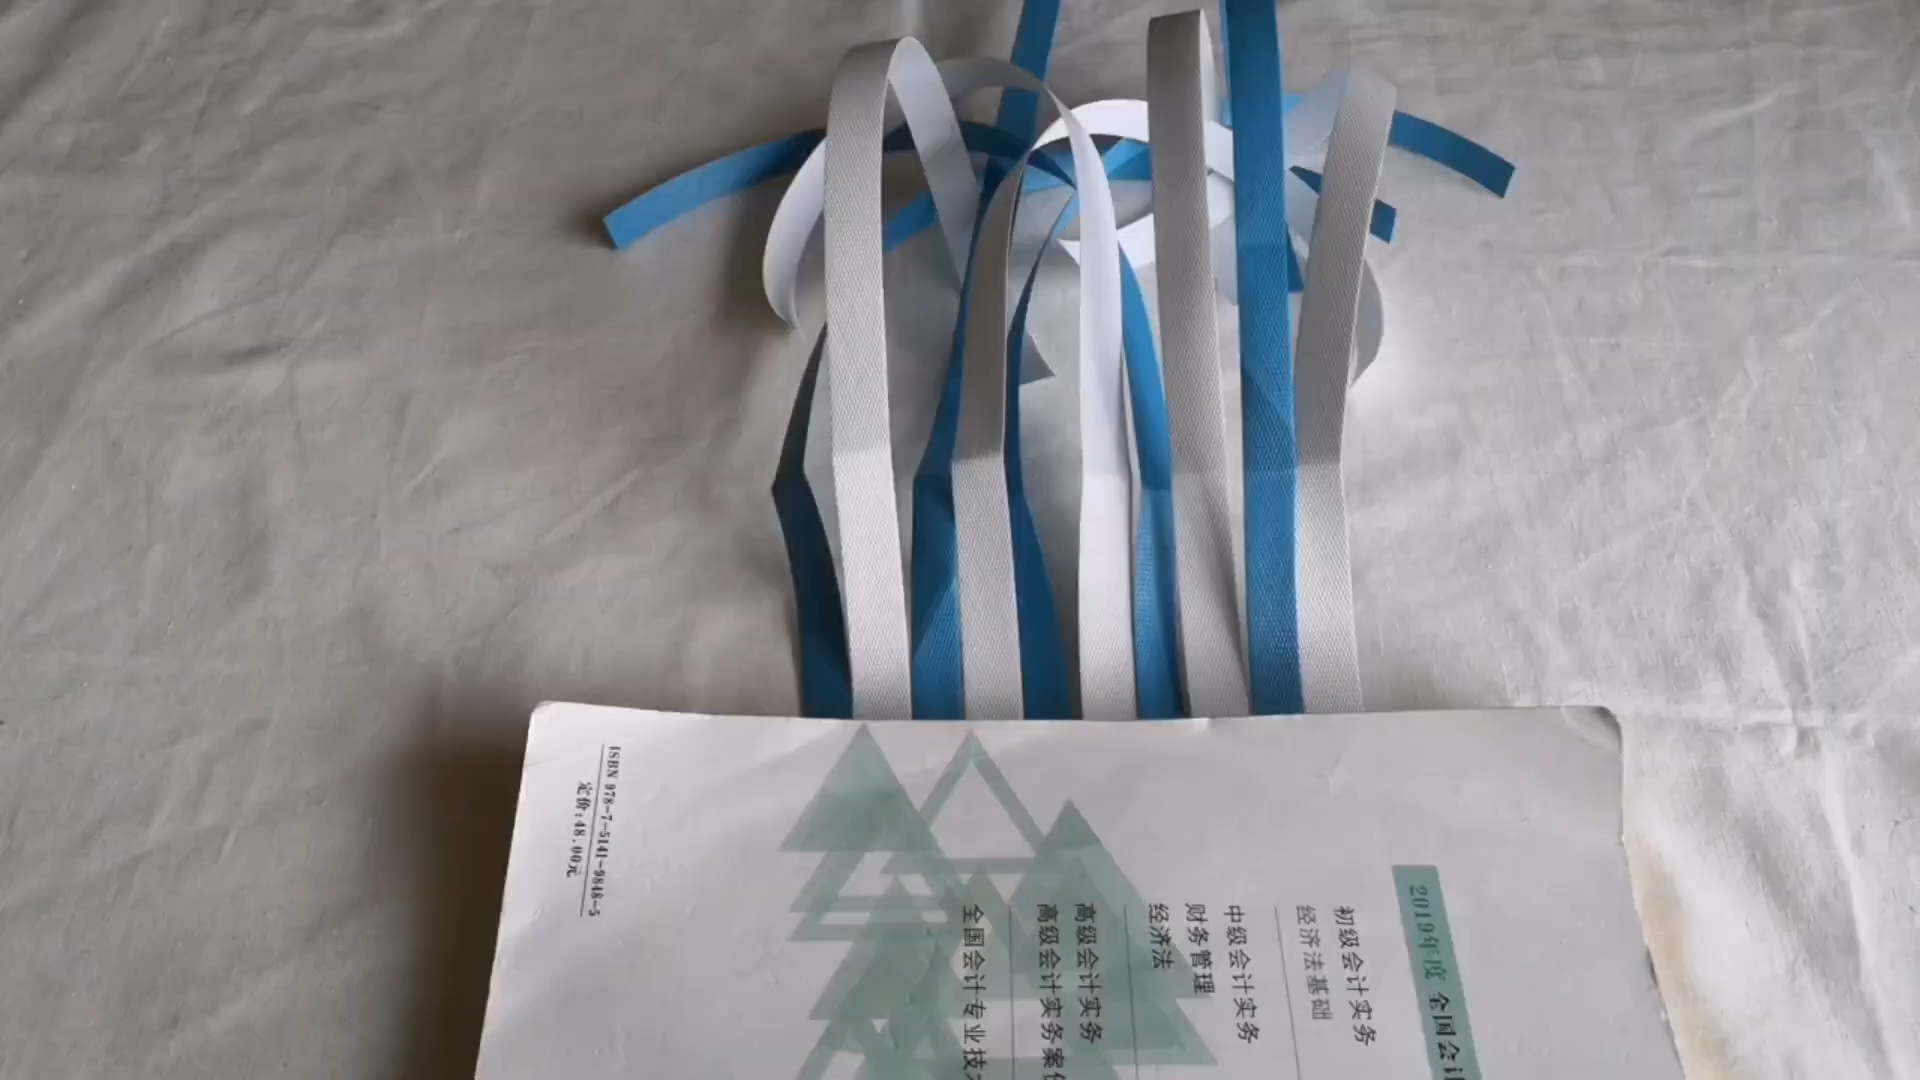 2019年度 全国会计
初级会计实务
经济法基础
中级会计实务
财务管理
经济法
高级会计实务
高级会计实务案例
全国会计专业技术
ISBN 978-7-5141-9848-5
定价:48.00元